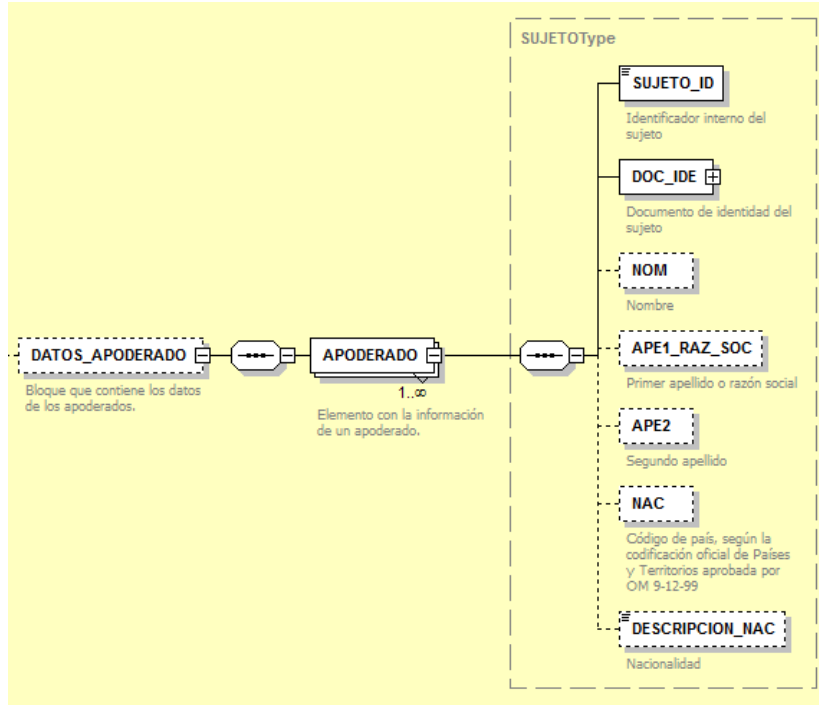 SUJETOType
SUJETO_ID
Identificador interno del
sujeto
DOC_IDE
Documento de identidad del
sujeto
NOM
Nombre
DATOS_APODERADO
Bloque que contiene los datos
de los apoderados.
APODERADO
1..∞
Elemento con la información
de un apoderado.
APE1_RAZ_SOC
Primer apellido o razón social
APE2
Segundo apellido
NAC
Código de país, según la
codificación oficial de Países
y Territorios aprobada por
OM 9-12-99
DESCRIPCION_NAC
Nacionalidad